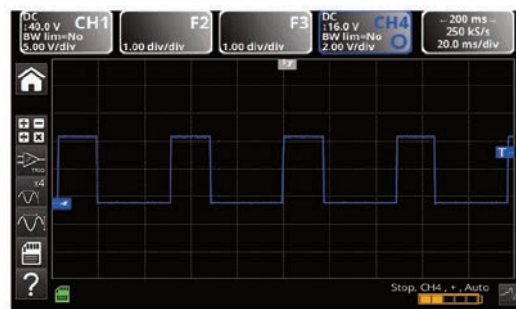 DC CH1
:40.0 V
BW lim=No
5.00 V/div
F2
1.00 div/div
F3
1.00 div/div
DC CH4
:16.0 V
BW lim=No
2.00 V/div
←200 ms→
250 kS/s
20.0 ms/div
TRIG
x4
T
?
Stop, CH4 , + , Auto